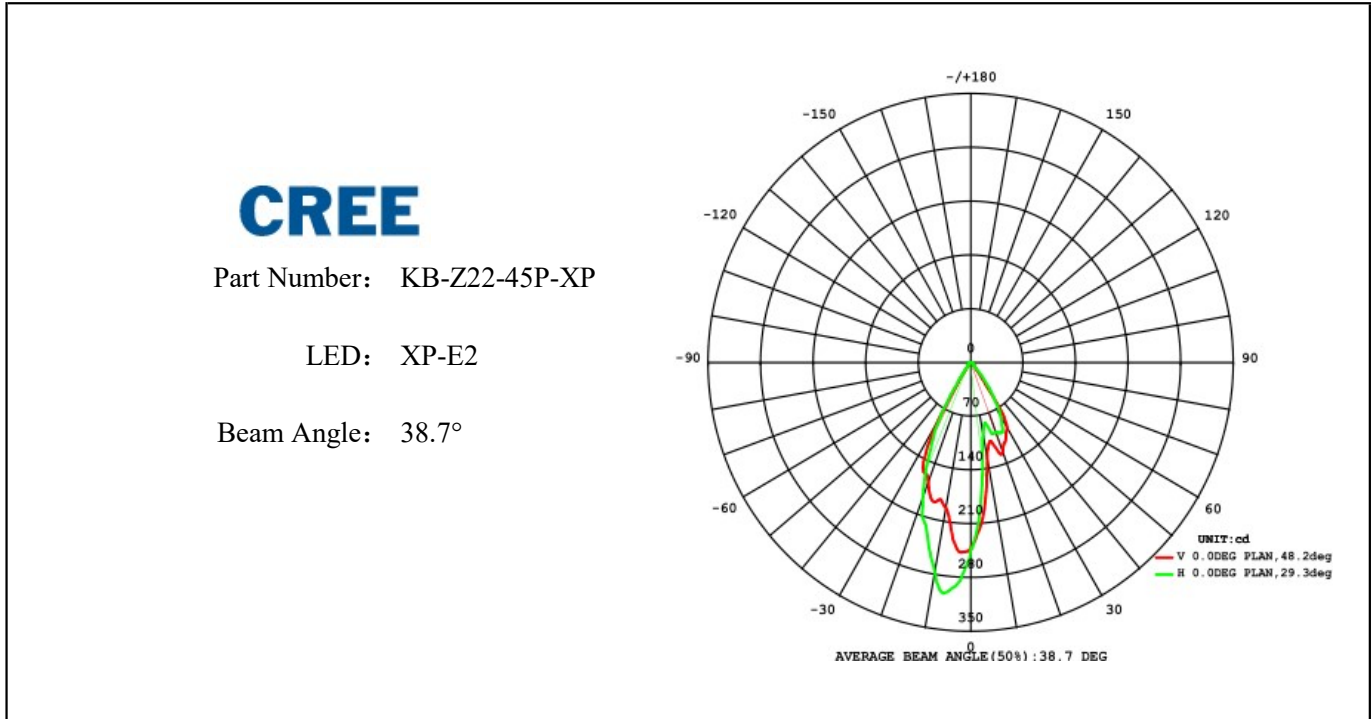 CREE
Part Number： KB-Z22-45P-XP
LED： XP-E2
Beam Angle： 38.7°
-/+180
-150
150
-120
120
-90
0
90
70
140
-60
210
60
UNIT:cd
V 0.0DEG PLAN,48.2deg
280
H 0.0DEG PLAN,29.3deg
-30
350
30
0
AVERAGE BEAM ANGLE(50%):38.7 DEG